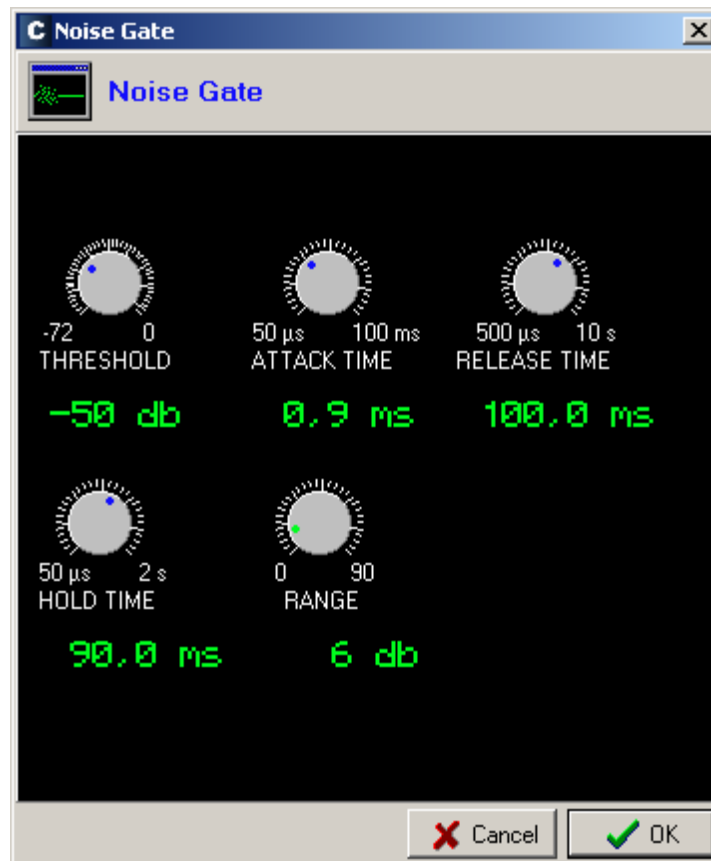 C Noise Gate
Noise Gate
-72 0 50 µs 100 ms 500 µs 10 s
THRESHOLD ATTACK TIME RELEASE TIME
-50 db 0,9 ms 100,0 ms
50 µs 2 s 0 90
HOLD TIME RANGE
90,0 ms 6 db
Cancel OK